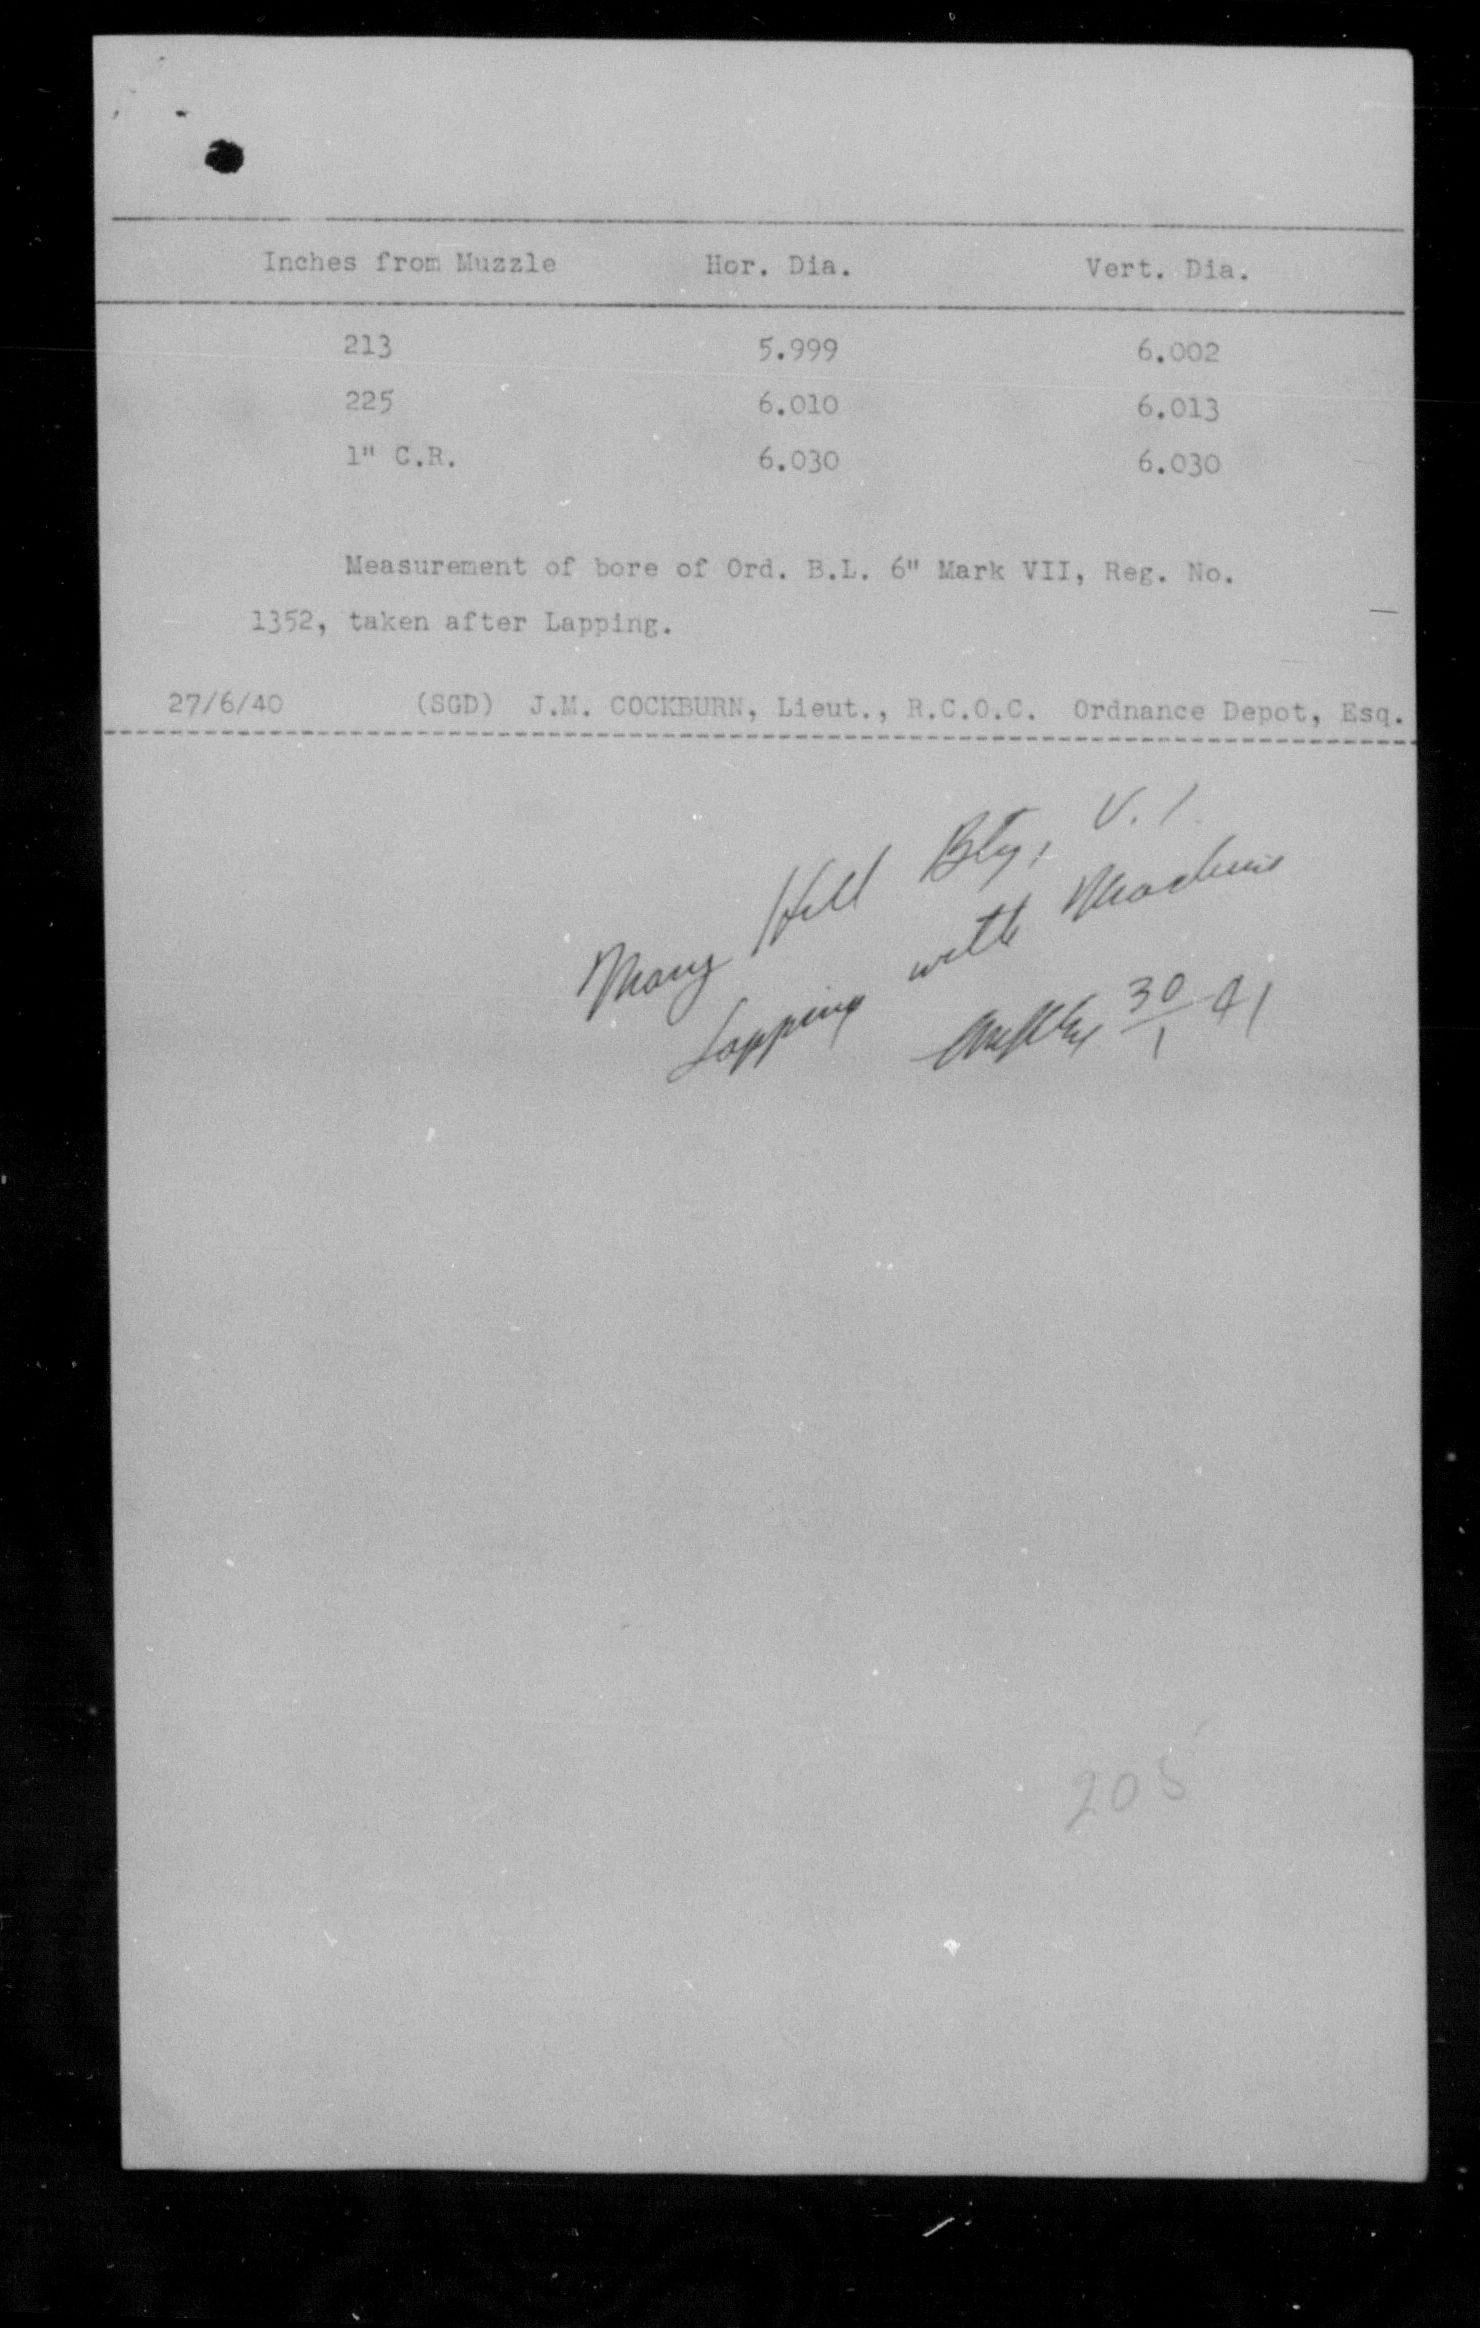 Inches from Muzzle Hor. Dia. Vert. Dia.
213 5.999 6.002
225 6.010 6.013
1" C.R. 6.030 6.030
Measurement of bore of Ord. B.L. 6" Mark VII, Reg. No.
1352, taken after Lapping.
27/6/40 (SGD) J.M. COCKBURN, Lieut., R.C.O.C. Ordnance Depot, Esq.
Mary Hill Bty, V.1
Lapping with Machine
30/1 41
205